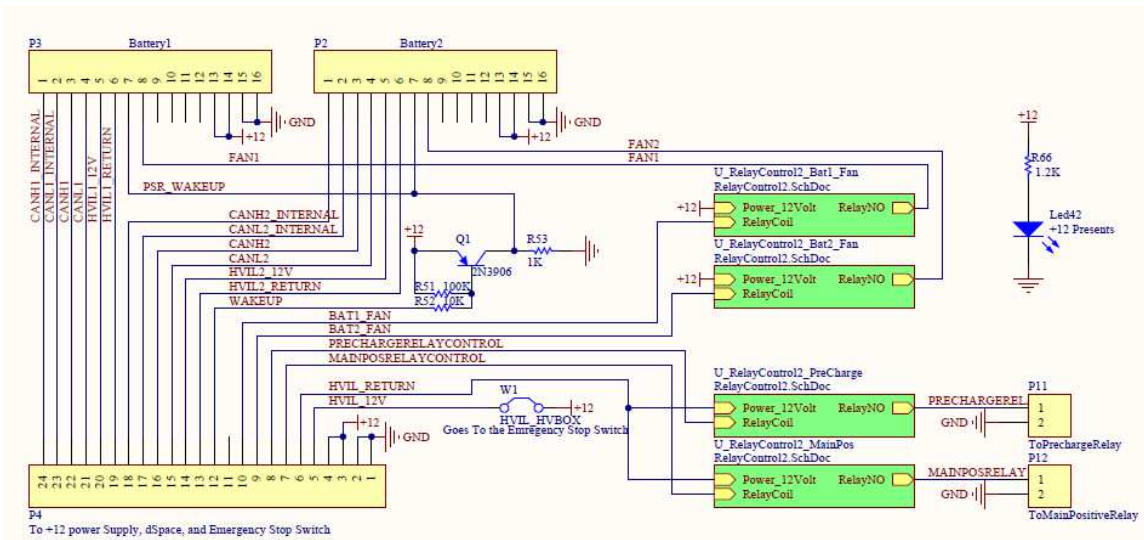 P3 Battery1
1 2 3 4 5 6 7 8 9 10 11 12 13 14 15 16
P2 Battery2
1 2 3 4 5 6 7 8 9 10 11 12 13 14 15 16
GND
+12
GND
+12
CANH1_INTERNAL
CANL1_INTERNAL
CANH1
CANL1
HVIL1_12V
HVIL1_RETURN
FAN1
FAN2
FAN1
PSR_WAKEUP
CANH2_INTERNAL
CANL2_INTERNAL
CANH2
CANL2
HVIL2_12V
HVIL2_RETURN
WAKEUP
BAT1_FAN
BAT2_FAN
PRECHARGERELAYCONTROL
MAINPOSRELAYCONTROL
HVIL_RETURN
HVIL_12V
+12
Q1
2N3906
R53
1K
R51 100K
R52 10K
W1
+12
HVIL_HVBOX
Goes To the Emregency Stop Switch
U_RelayControl2_Bat1_Fan
RelayControl2.SchDoc
+12 Power_12Volt RelayNO
RelayCoil
U_RelayControl2_Bat2_Fan
RelayControl2.SchDoc
+12 Power_12Volt RelayNO
RelayCoil
U_RelayControl2_PreCharge
RelayControl2.SchDoc
Power_12Volt RelayNO
RelayCoil
U_RelayControl2_MainPos
RelayControl2.SchDoc
Power_12Volt RelayNO
RelayCoil
+12
R66
1.2K
Led42
+12 Presents
P11
PRECHARGEREL 1
GND 2
ToPrechargeRelay
P12
MAINPOSRELAY 1
GND 2
ToMainPositiveRelay
+12
GND
24 23 22 21 20 19 18 17 16 15 14 13 12 11 10 9 8 7 6 5 4 3 2 1
P4
To +12 power Supply, dSpace, and Emergency Stop Switch